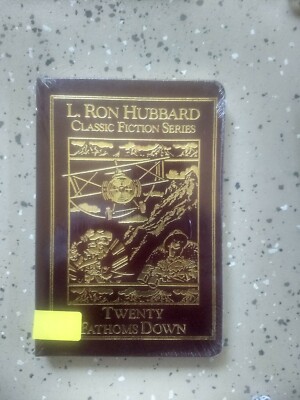 L. RON HUBBARD
CLASSIC FICTION SERIES
TWENTY
FATHOMS DOWN